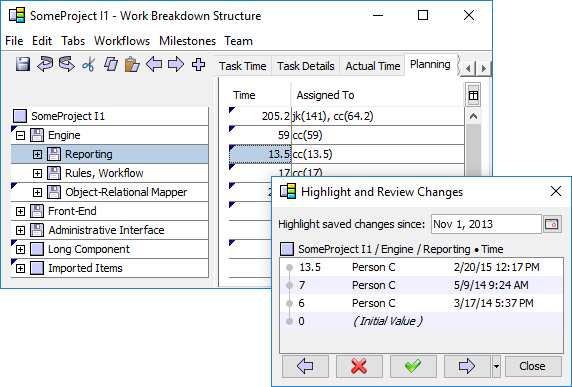 SomeProject I1 - Work Breakdown Structure
File Edit Tabs Workflows Milestones Team
Task Time Task Details Actual Time Planning
Time Assigned To
SomeProject I1 205.2 jk(141), cc(64.2)
Engine 59 cc(59)
Reporting 13.5 cc(13.5)
Rules, Workflow 17 cc(17)
Object-Relational Mapper
Front-End
Administrative Interface
Long Component
Imported Items
Highlight and Review Changes
Highlight saved changes since: Nov 1, 2013
SomeProject I1 / Engine / Reporting • Time
13.5 Person C 2/20/15 12:17 PM
7 Person C 5/9/14 9:24 AM
6 Person C 3/17/14 5:37 PM
0 ( Initial Value )
Close